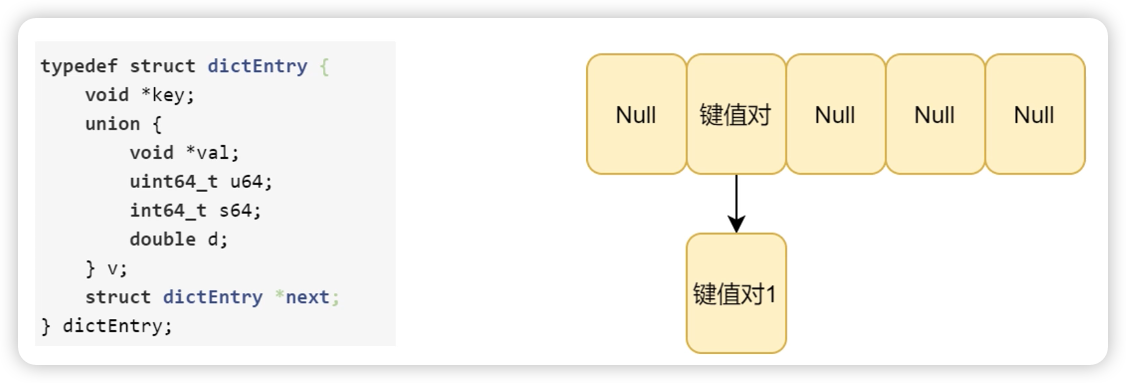 typedef struct dictEntry {
    void *key;
    union {
        void *val;
        uint64_t u64;
        int64_t s64;
        double d;
    } v;
    struct dictEntry *next;
} dictEntry;
Null 键值对 Null Null Null
键值对1